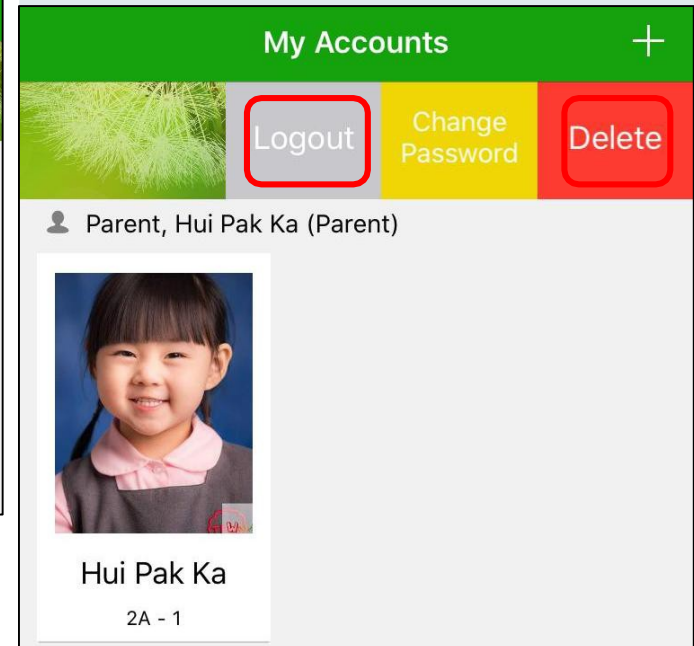 My Accounts
Logout
Change
Password
Delete
Parent, Hui Pak Ka (Parent)
Hui Pak Ka
2A - 1